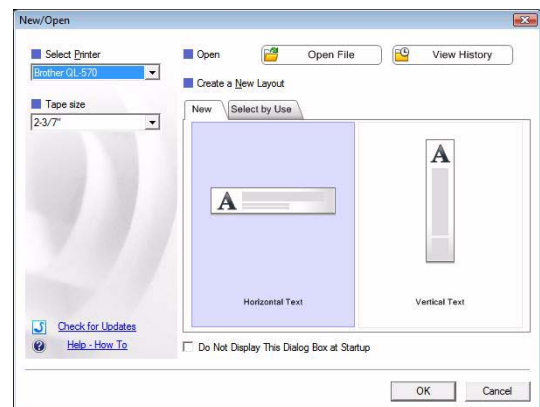 New/Open
Select Printer
Brother QL-570
Tape size
2-3/7"
Check for Updates
Help - How To
Open
Open File
View History
Create a New Layout
New
Select by Use
A
Horizontal Text
A
Vertical Text
Do Not Display This Dialog Box at Startup
OK
Cancel